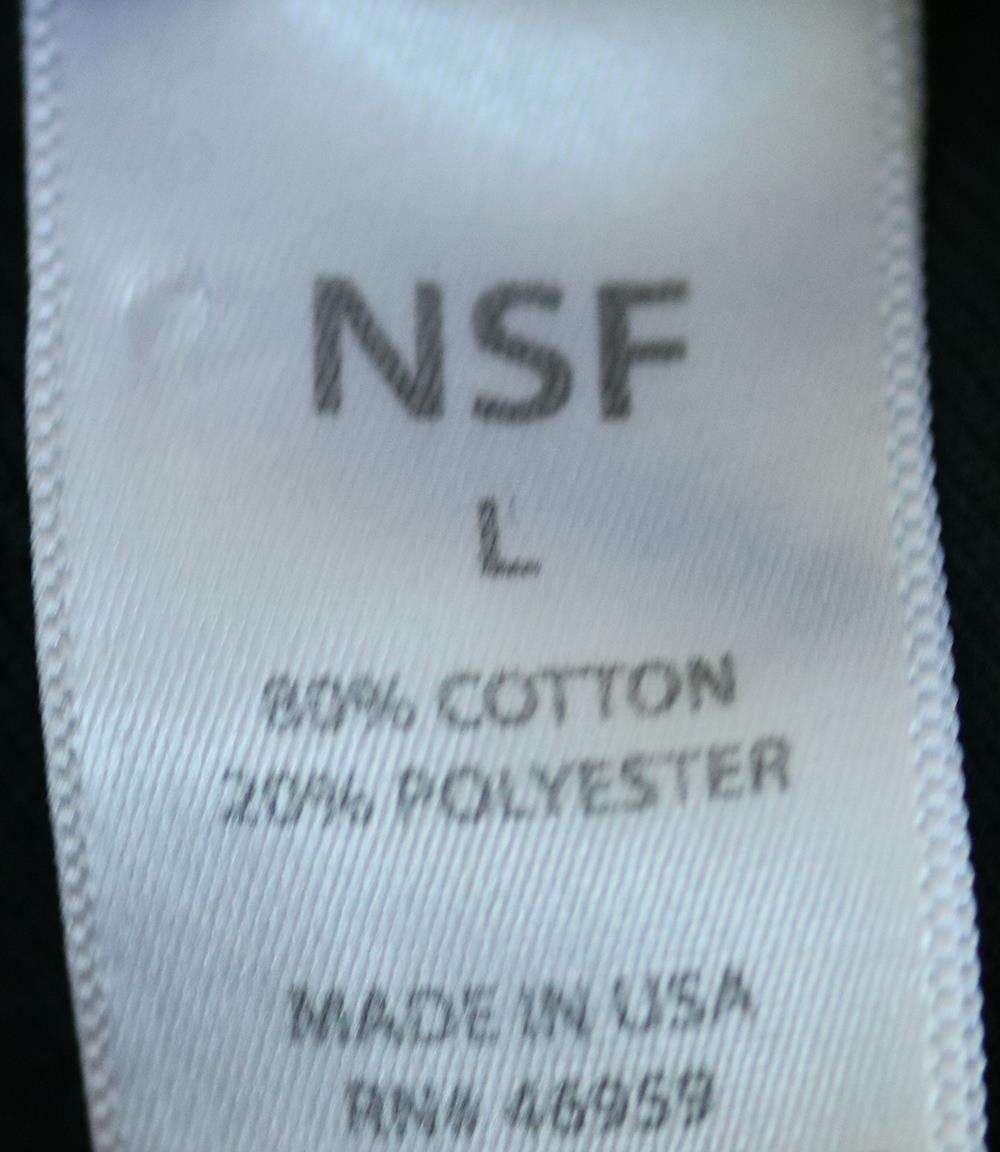 NSF
L
80% COTTON
20% POLYESTER
MADE IN USA
RN# 46959